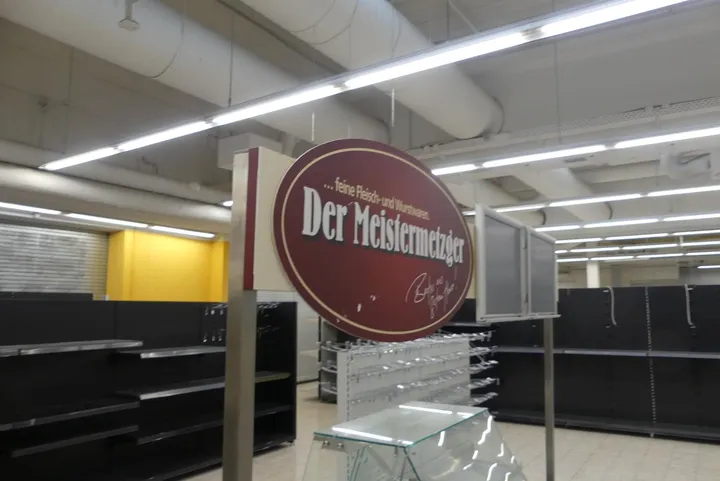 ...feine Fleisch- und Wurstwaren.
Der Meistermetzger